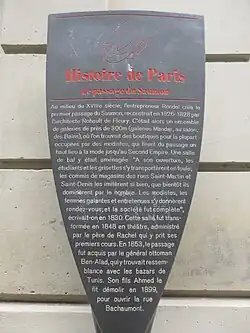 Histoire de Paris
Le passage du Saumon
Au milieu du XVIIIe siècle, l'entrepreneur Rondel créa le
premier passage du Saumon, reconstruit en 1826-1828 par
l'architecte Rohault de Fleury. C'était alors un ensemble
de galeries de près de 300m (galeries Mandar, du salon,
des Bains), où l'on trouvait des boutiques pour la plupart
occupées par des modistes, qui firent du passage un
haut lieu à la mode jusqu'au Second Empire. Une salle
de bal y était aménagée "A son ouverture, les
étudiants et les grisettes s'y transportèrent en foule;
les commis de magasins des rues Saint-Martin et
Saint-Denis les imitèrent si bien, que bientôt ils
dominèrent par le nombre. Les modistes, les
femmes galantes et entretenues s'y donnèrent
rendez-vous; et la société fut complète",
écrivait-on en 1830. Cette salle fut trans-
formée en 1848 en théâtre, administré
par le père de Rachel qui y prit ses
premiers cours. En 1853, le passage
fut acquis par le général ottoman
Ben-Aïad, qui y trouvait ressem-
blance avec les bazars de
Tunis. Son fils Ahmed le
fit démolir en 1899,
pour ouvrir la rue
Bachaumont.